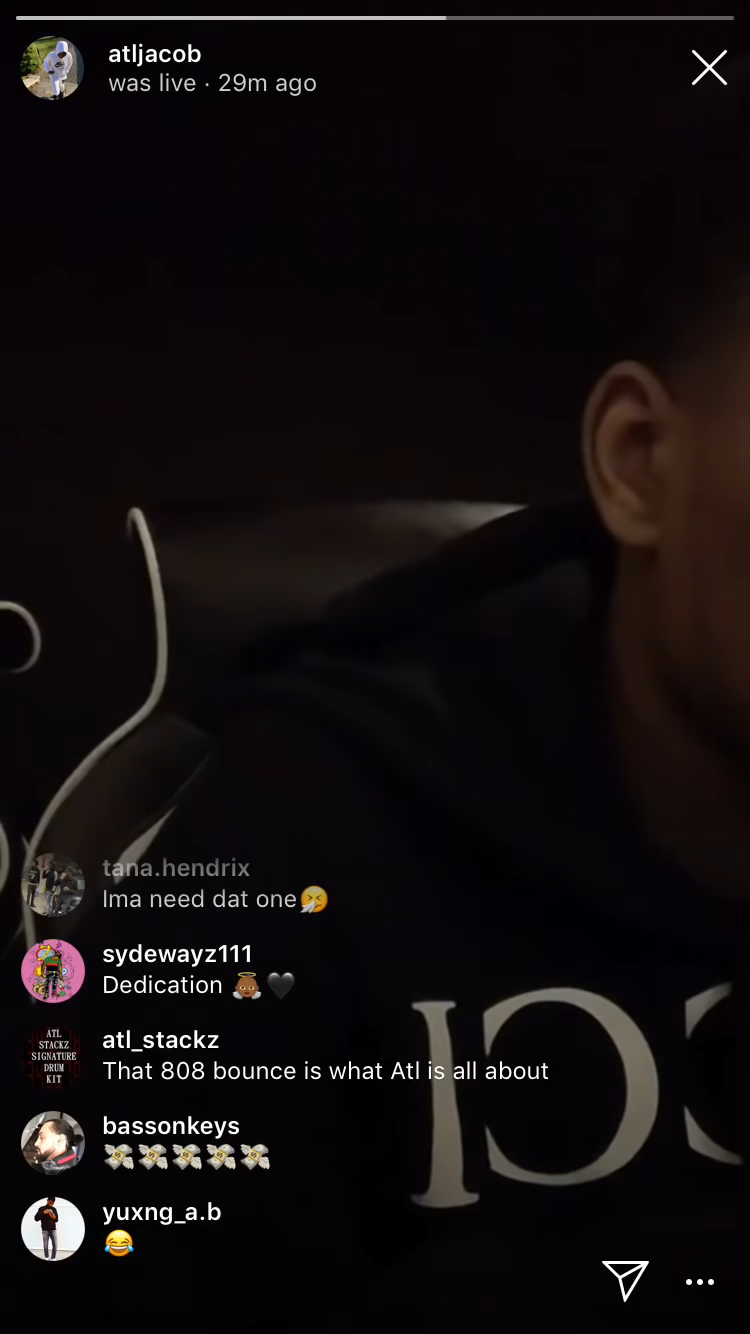 atljacob
was live · 29m ago
tana.hendrix
Ima need dat one🤧
sydewayz111
Dedication 👼🏾🖤
ATL
STACKZ
SIGNATURE
DRUM
KIT
atl_stackz
That 808 bounce is what Atl is all about
bassonkeys
💸💸💸💸💸
yuxng_a.b
😂